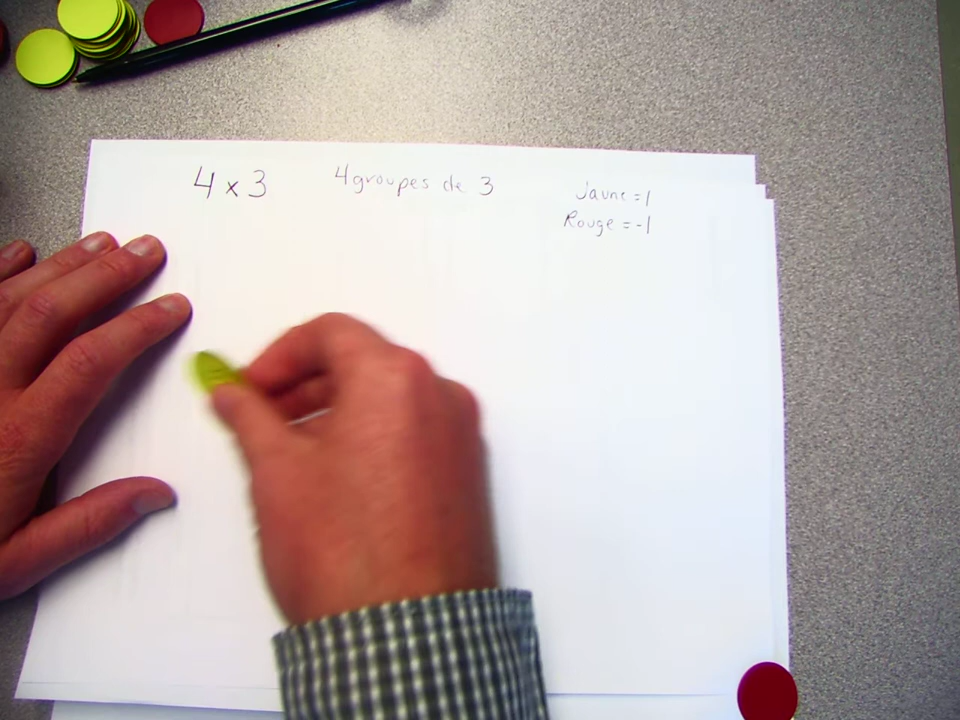 4 x 3
4 groupes de 3
Jaune = 1
Rouge = -1